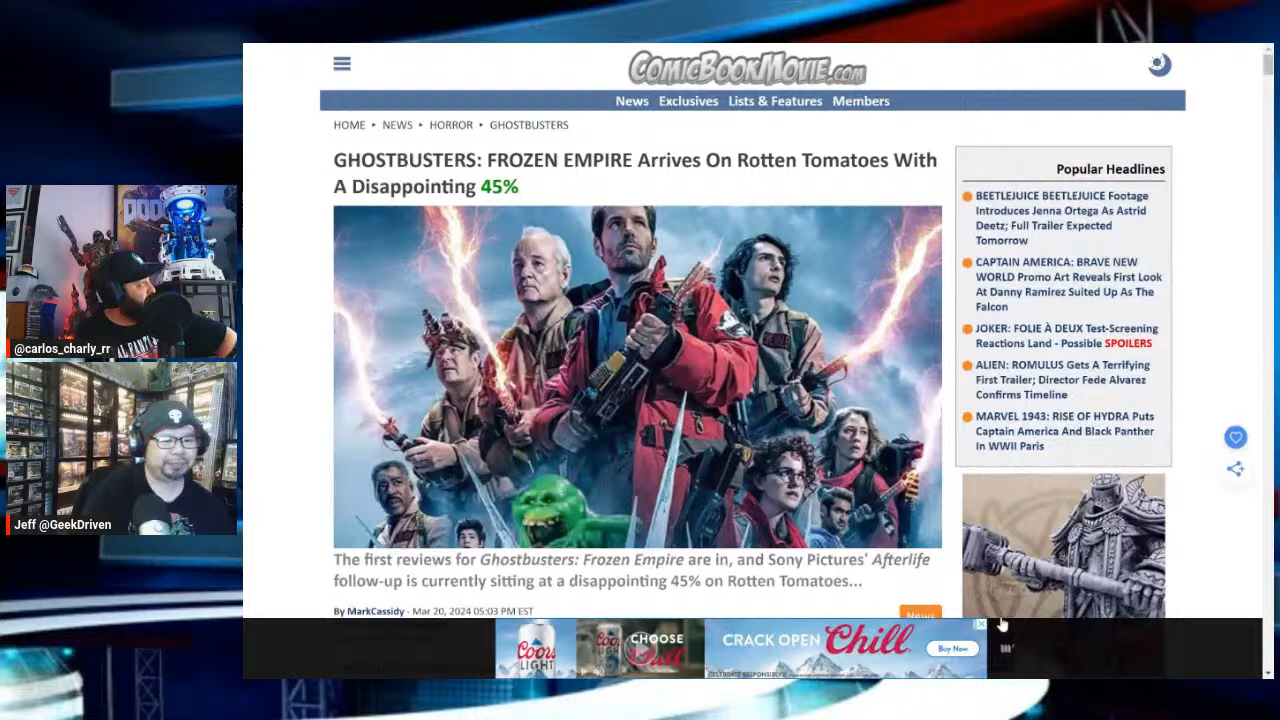 ComicBookMovie.com
News Exclusives Lists & Features Members
HOME ▸ NEWS ▸ HORROR ▸ GHOSTBUSTERS
GHOSTBUSTERS: FROZEN EMPIRE Arrives On Rotten Tomatoes With
A Disappointing 45%
The first reviews for Ghostbusters: Frozen Empire are in, and Sony Pictures' Afterlife
follow-up is currently sitting at a disappointing 45% on Rotten Tomatoes...
By MarkCassidy - Mar 20, 2024 05:03 PM EST
News
Popular Headlines
BEETLEJUICE BEETLEJUICE Footage
Introduces Jenna Ortega As Astrid
Deetz; Full Trailer Expected
Tomorrow
CAPTAIN AMERICA: BRAVE NEW
WORLD Promo Art Reveals First Look
At Danny Ramirez Suited Up As The
Falcon
JOKER: FOLIE À DEUX Test-Screening
Reactions Land - Possible SPOILERS
ALIEN: ROMULUS Gets A Terrifying
First Trailer; Director Fede Alvarez
Confirms Timeline
MARVEL 1943: RISE OF HYDRA Puts
Captain America And Black Panther
In WWII Paris
@carlos_charly_rr
Jeff @GeekDriven
Coors
LIGHT
CHOOSE
Chill
CRACK OPEN Chill
Buy Now